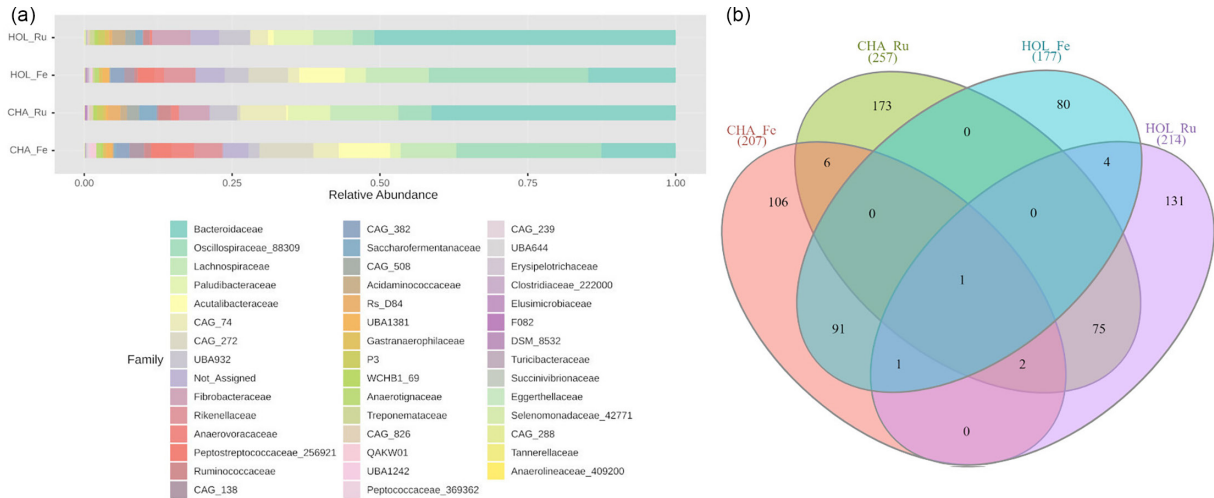 (a)
HOL_Ru
HOL_Fe
CHA_Ru
CHA_Fe
0.00 0.25 0.50 0.75 1.00
Relative Abundance
Family
Bacteroidaceae
Oscillospiraceae_88309
Lachnospiraceae
Paludibacteraceae
Acutalibacteraceae
CAG_74
CAG_272
UBA932
Not_Assigned
Fibrobacteraceae
Rikenellaceae
Anaerovoracaceae
Peptostreptococcaceae_256921
Ruminococcaceae
CAG_138
CAG_382
Saccharofermentanaceae
CAG_508
Acidaminococcaceae
Rs_D84
UBA1381
Gastranaerophilaceae
P3
WCHB1_69
Anaerotignaceae
Treponemataceae
CAG_826
QAKW01
UBA1242
Peptococcaceae_369362
CAG_239
UBA644
Erysipelotrichaceae
Clostridiaceae_222000
Elusimicrobiaceae
F082
DSM_8532
Turicibacteraceae
Succinivibrionaceae
Eggerthellaceae
Selenomonadaceae_42771
CAG_288
Tannerellaceae
Anaerolineaceae_409200
(b)
CHA_Ru
(257)
HOL_Fe
(177)
CHA_Fe
(207)
HOL_Ru
(214)
173
80
0
6
4
106
131
0
0
1
91
75
1
2
0